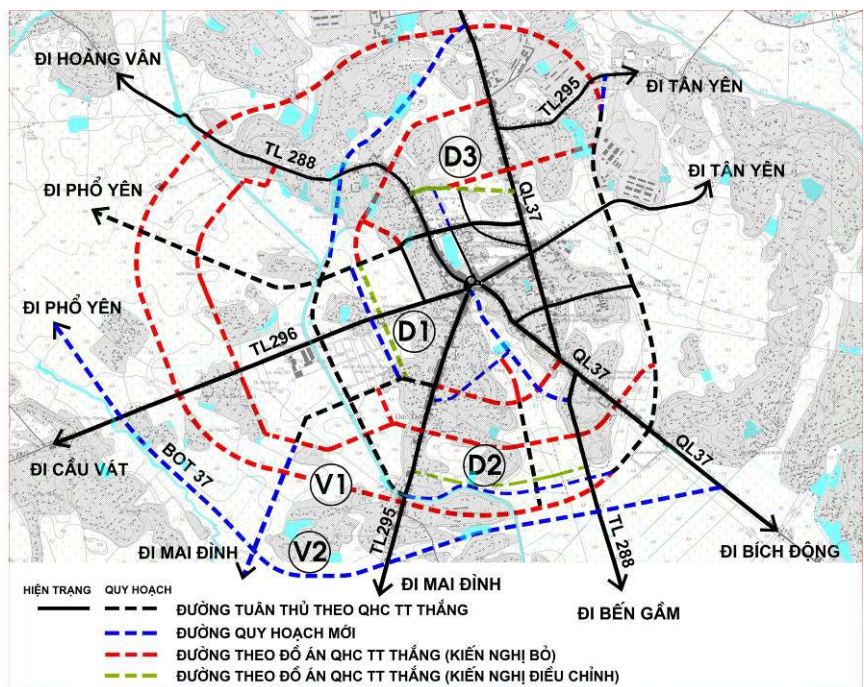 ĐI HOÀNG VÂN
TL295
ĐI TÂN YÊN
D3
TL 288
ĐI TÂN YÊN
ĐI PHỔ YÊN
QL37
ĐI PHỔ YÊN
D1
TL296
QL37
BOT 37
D2
QL37
ĐI CẦU VÁT
V1
V2
TL295
TL 288
ĐI MAI ĐÌNH
ĐI BÍCH ĐỘNG
ĐI MAI ĐÌNH
ĐI BẾN GẦM
HIỆN TRẠNG QUY HOẠCH
ĐƯỜNG TUÂN THỦ THEO QHC TT THẮNG
ĐƯỜNG QUY HOẠCH MỚI
ĐƯỜNG THEO ĐỒ ÁN QHC TT THẮNG (KIẾN NGHỊ BỎ)
ĐƯỜNG THEO ĐỒ ÁN QHC TT THẮNG (KIẾN NGHỊ ĐIỀU CHỈNH)